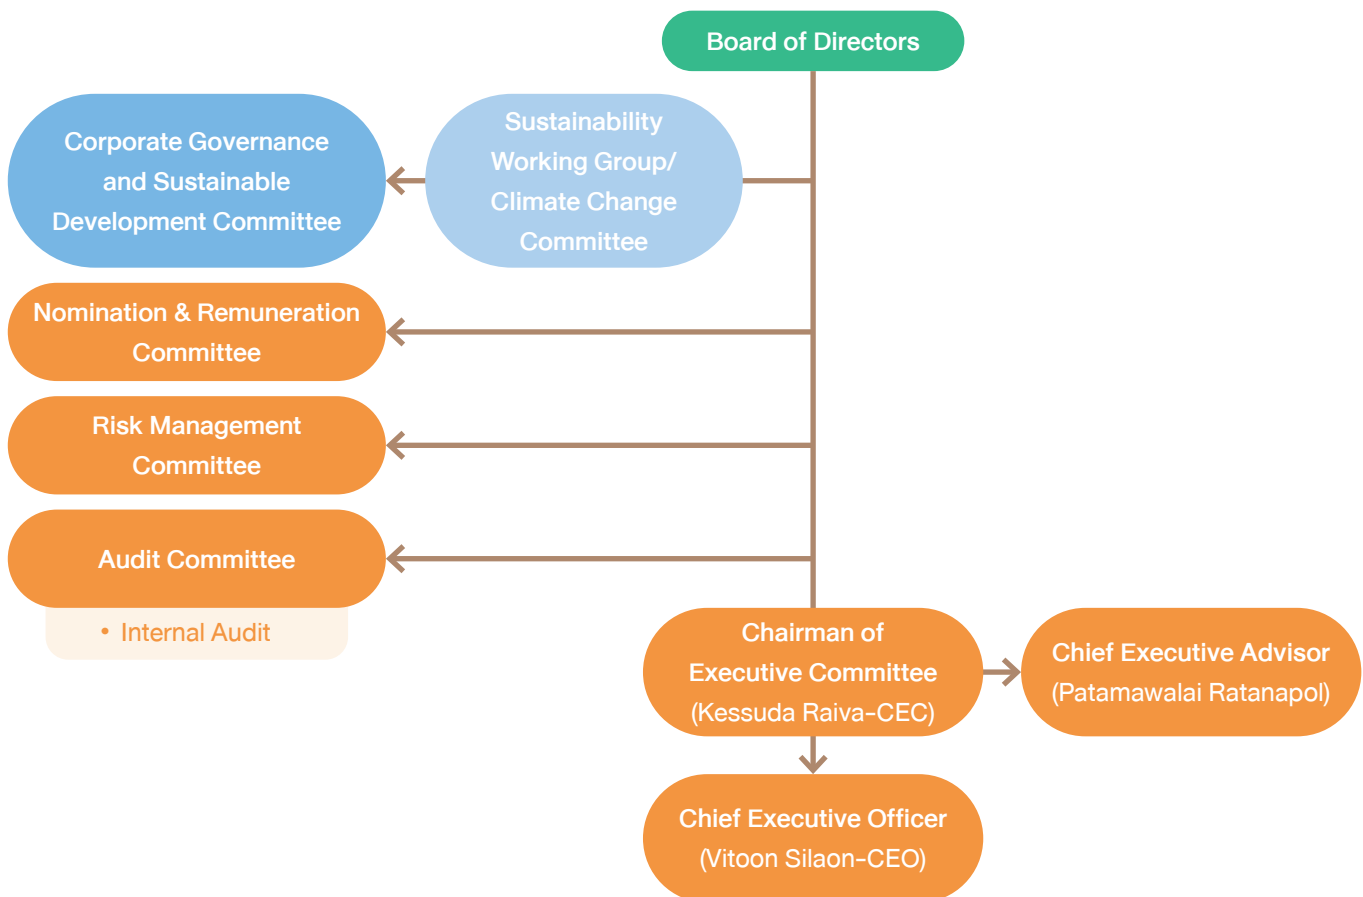 Board of Directors
Corporate Governance
and Sustainable
Development Committee
Sustainability
Working Group/
Climate Change
Committee
Nomination & Remuneration
Committee
Risk Management
Committee
Audit Committee
• Internal Audit
Chairman of
Executive Committee
(Kessuda Raiva-CEC)
Chief Executive Advisor
(Patamawalai Ratanapol)
Chief Executive Officer
(Vitoon Silaon-CEO)